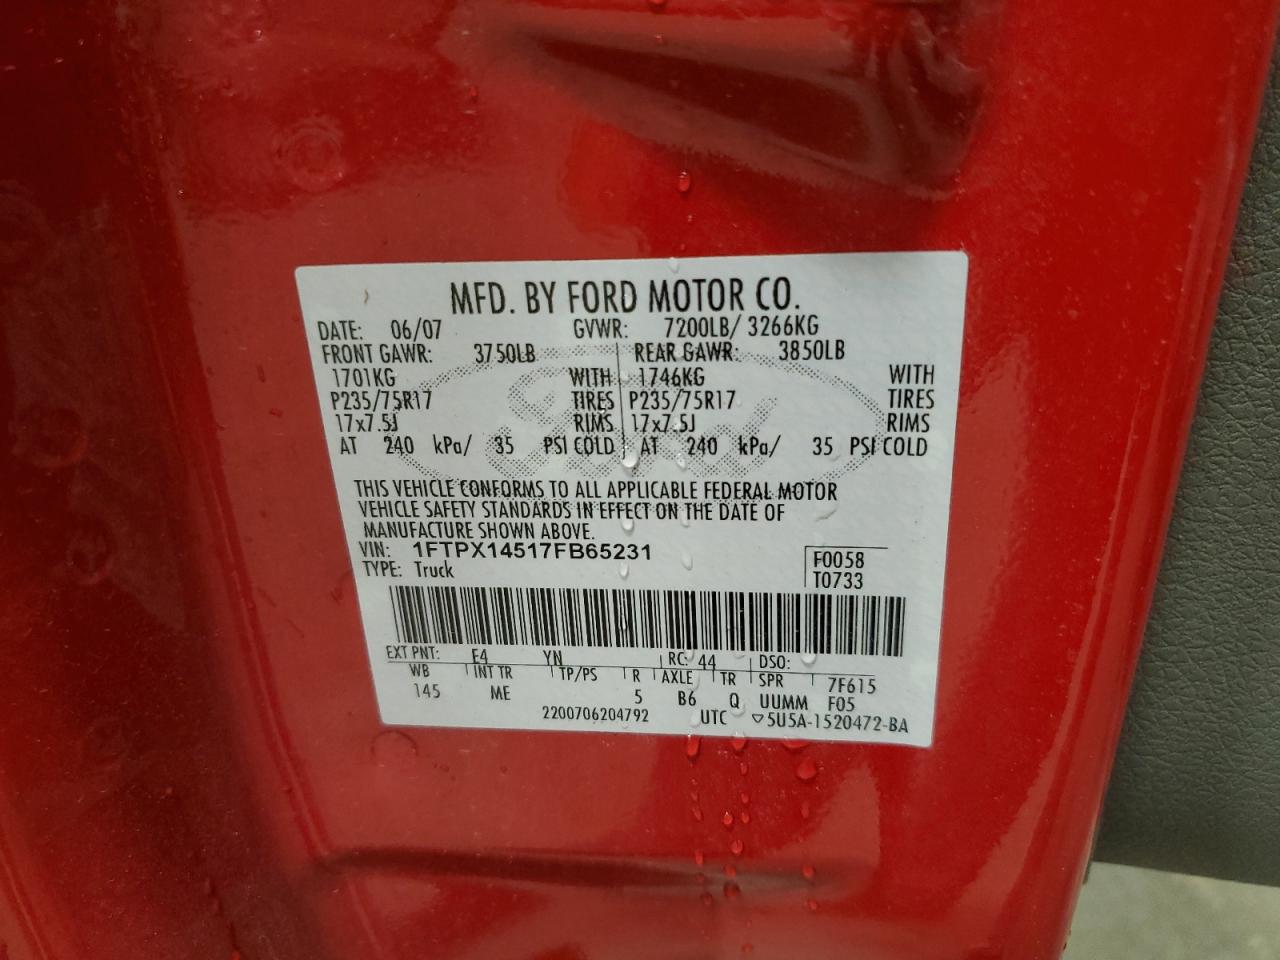 MFD. BY FORD MOTOR CO.
DATE: 06/07 GVWR: 7200LB/ 3266KG
FRONT GAWR: 3750LB REAR GAWR: 3850LB
1701KG WITH 1746KG WITH
P235/75R17 TIRES P235/75R17 TIRES
17x7.5J RIMS 17x7.5J RIMS
AT 240 kPa/ 35 PSI COLD AT 240 kPa/ 35 PSI COLD
Ford
THIS VEHICLE CONFORMS TO ALL APPLICABLE FEDERAL MOTOR
VEHICLE SAFETY STANDARDS IN EFFECT ON THE DATE OF
MANUFACTURE SHOWN ABOVE.
VIN: 1FTPX14517FB65231 F0058
TYPE: Truck T0733
EXT PNT: E4 YN RC: 44 DSO:
WB INT TR TP/PS R AXLE TR SPR 7F615
145 ME 5 B6 Q UUMM F05
2200706204792 UTC ▽5U5A-1520472-BA